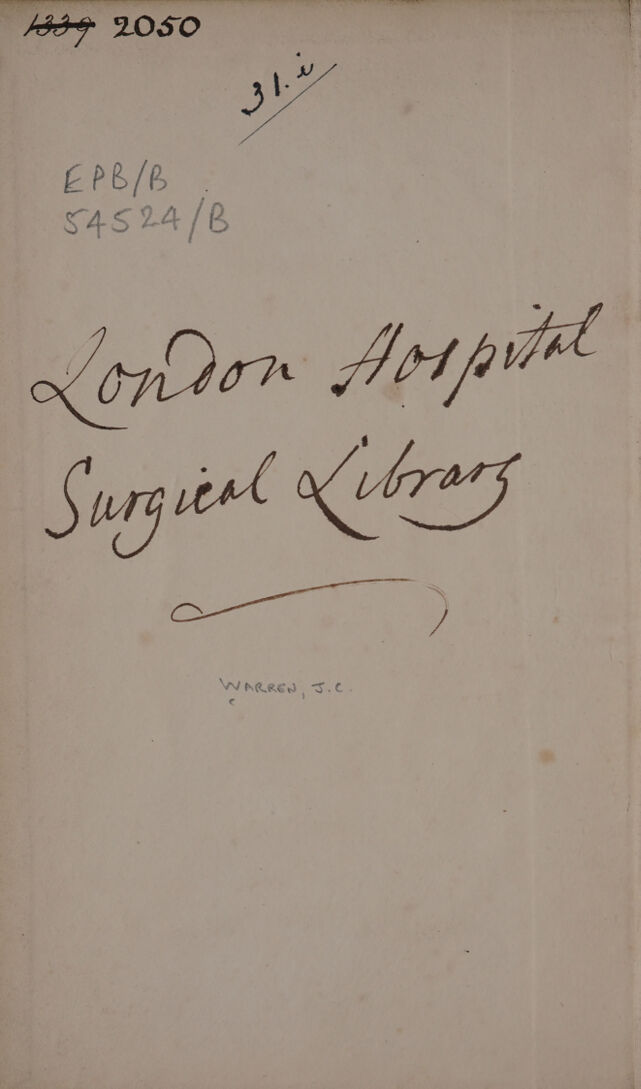 1339 2050
31.i
EPB/B
54524/B
London Hospital
Surgical Library
WARREN, J.C.